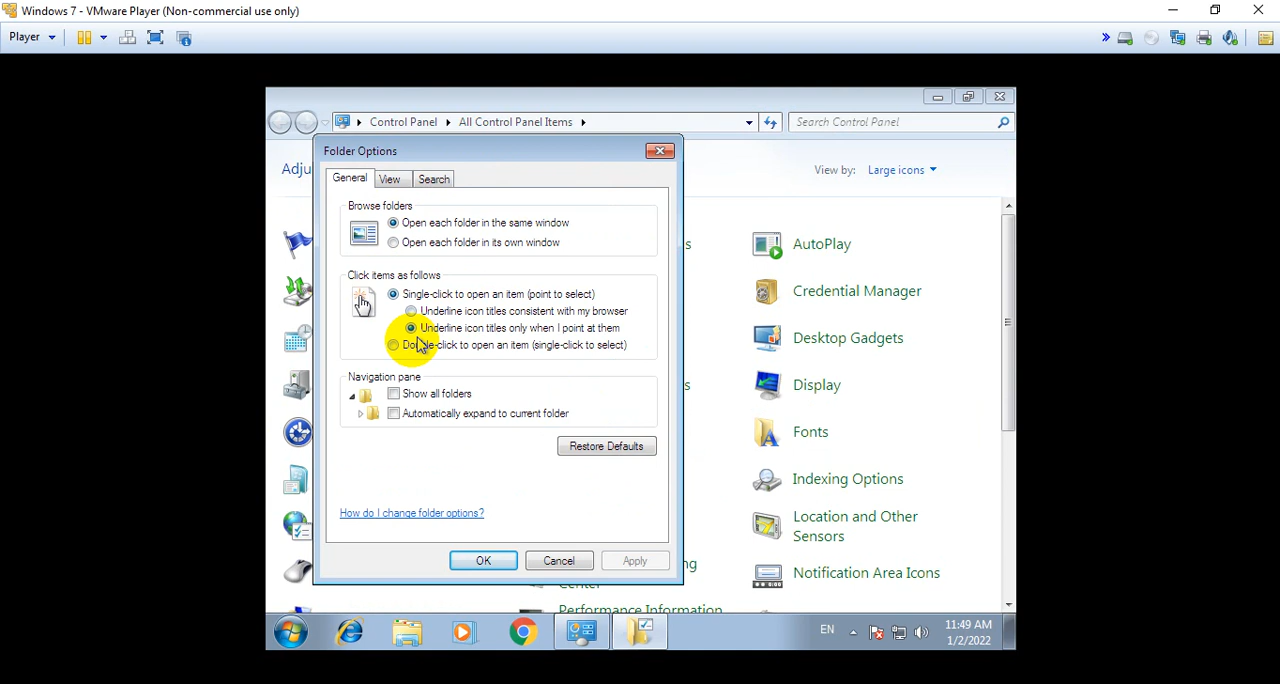 Windows 7 - VMware Player (Non-commercial use only)
Player
Control Panel
All Control Panel Items
Search Control Panel
Folder Options
Adju
View by: Large icons
General
View
Search
Browse folders
Open each folder in the same window
Open each folder in its own window
Click items as follows
Single-click to open an item (point to select)
Underline icon titles consistent with my browser
Underline icon titles only when I point at them
Double-click to open an item (single-click to select)
Navigation pane
Show all folders
Automatically expand to current folder
Restore Defaults
How do I change folder options?
OK
Cancel
Apply
s
AutoPlay
Credential Manager
Desktop Gadgets
s
Display
Fonts
Indexing Options
Location and Other
Sensors
ng
Center
Notification Area Icons
Performance Information
EN
11:49 AM
1/2/2022